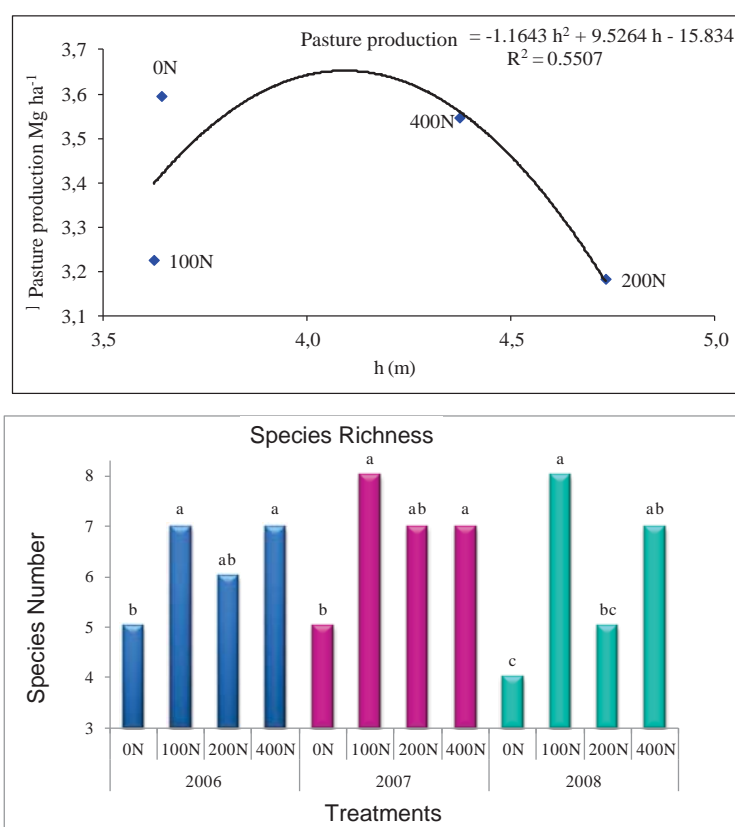 Pasture production = -1.1643 h² + 9.5264 h - 15.834
R² = 0.5507
] Pasture production Mg ha⁻¹
3,7
3,6
3,5
3,4
3,3
3,2
3,1
0N
400N
100N
200N
3,5 4,0 4,5 5,0
h (m)
Species Richness
Species Number
8
7
6
5
4
3
b a ab a b a ab a c a bc ab
0N 100N 200N 400N 0N 100N 200N 400N 0N 100N 200N 400N
2006 2007 2008
Treatments